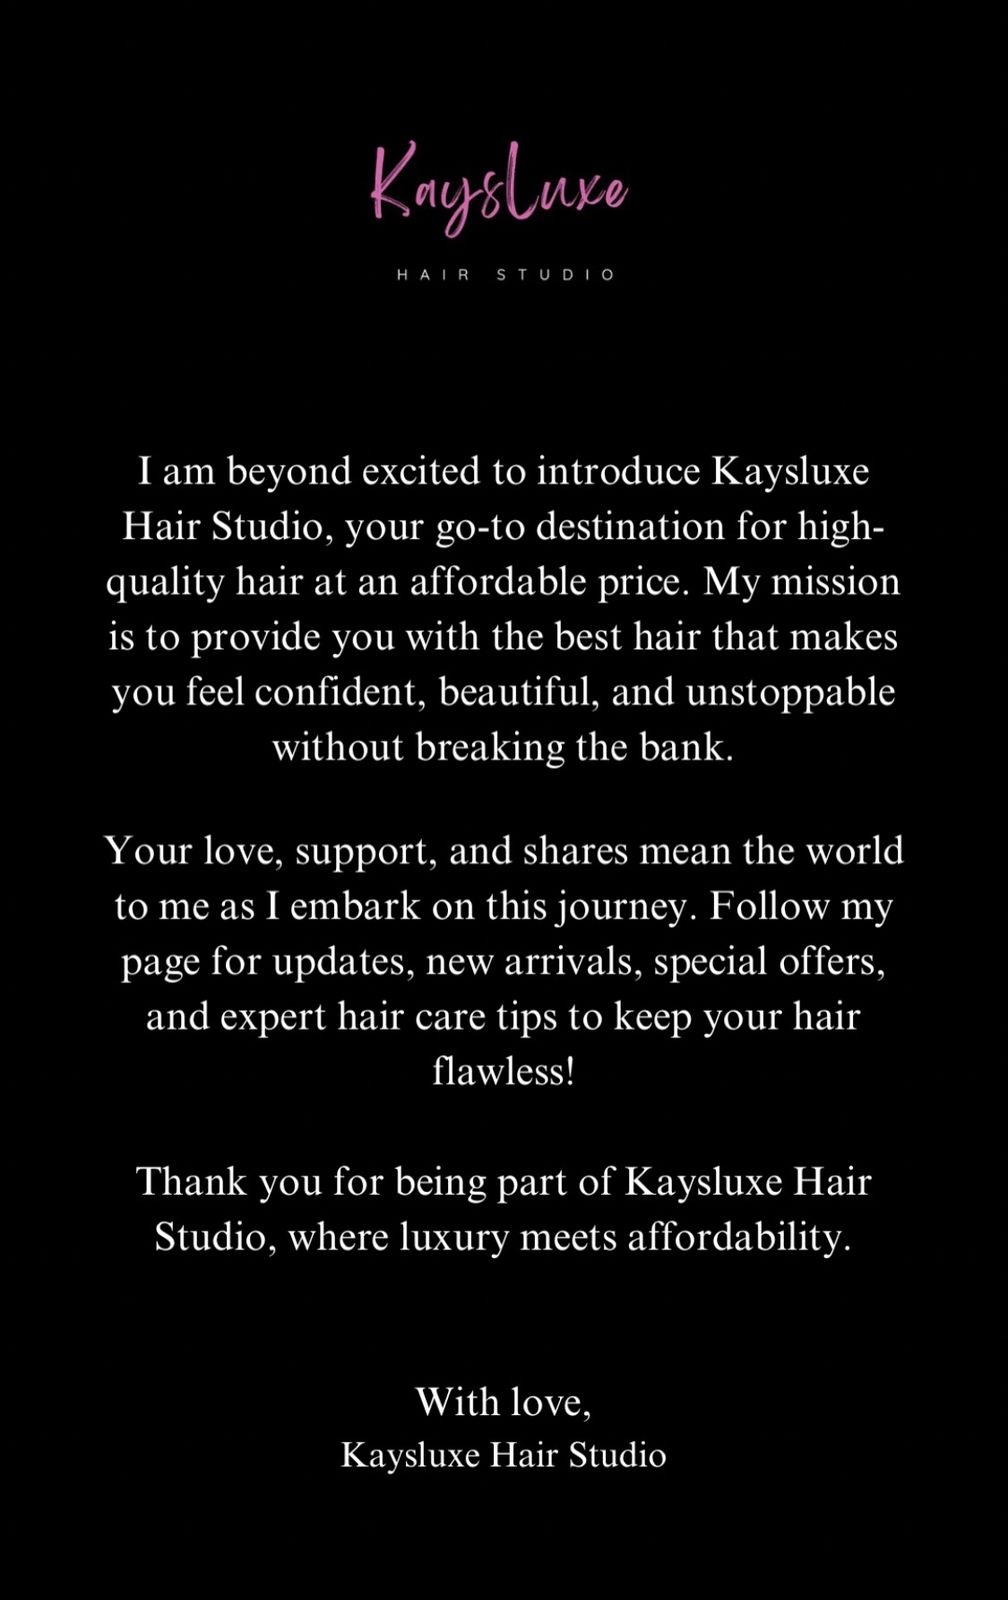 KaysLuxe
HAIR STUDIO
I am beyond excited to introduce Kaysluxe
Hair Studio, your go-to destination for high-
quality hair at an affordable price. My mission
is to provide you with the best hair that makes
you feel confident, beautiful, and unstoppable
without breaking the bank.
Your love, support, and shares mean the world
to me as I embark on this journey. Follow my
page for updates, new arrivals, special offers,
and expert hair care tips to keep your hair
flawless!
Thank you for being part of Kaysluxe Hair
Studio, where luxury meets affordability.
With love,
Kaysluxe Hair Studio